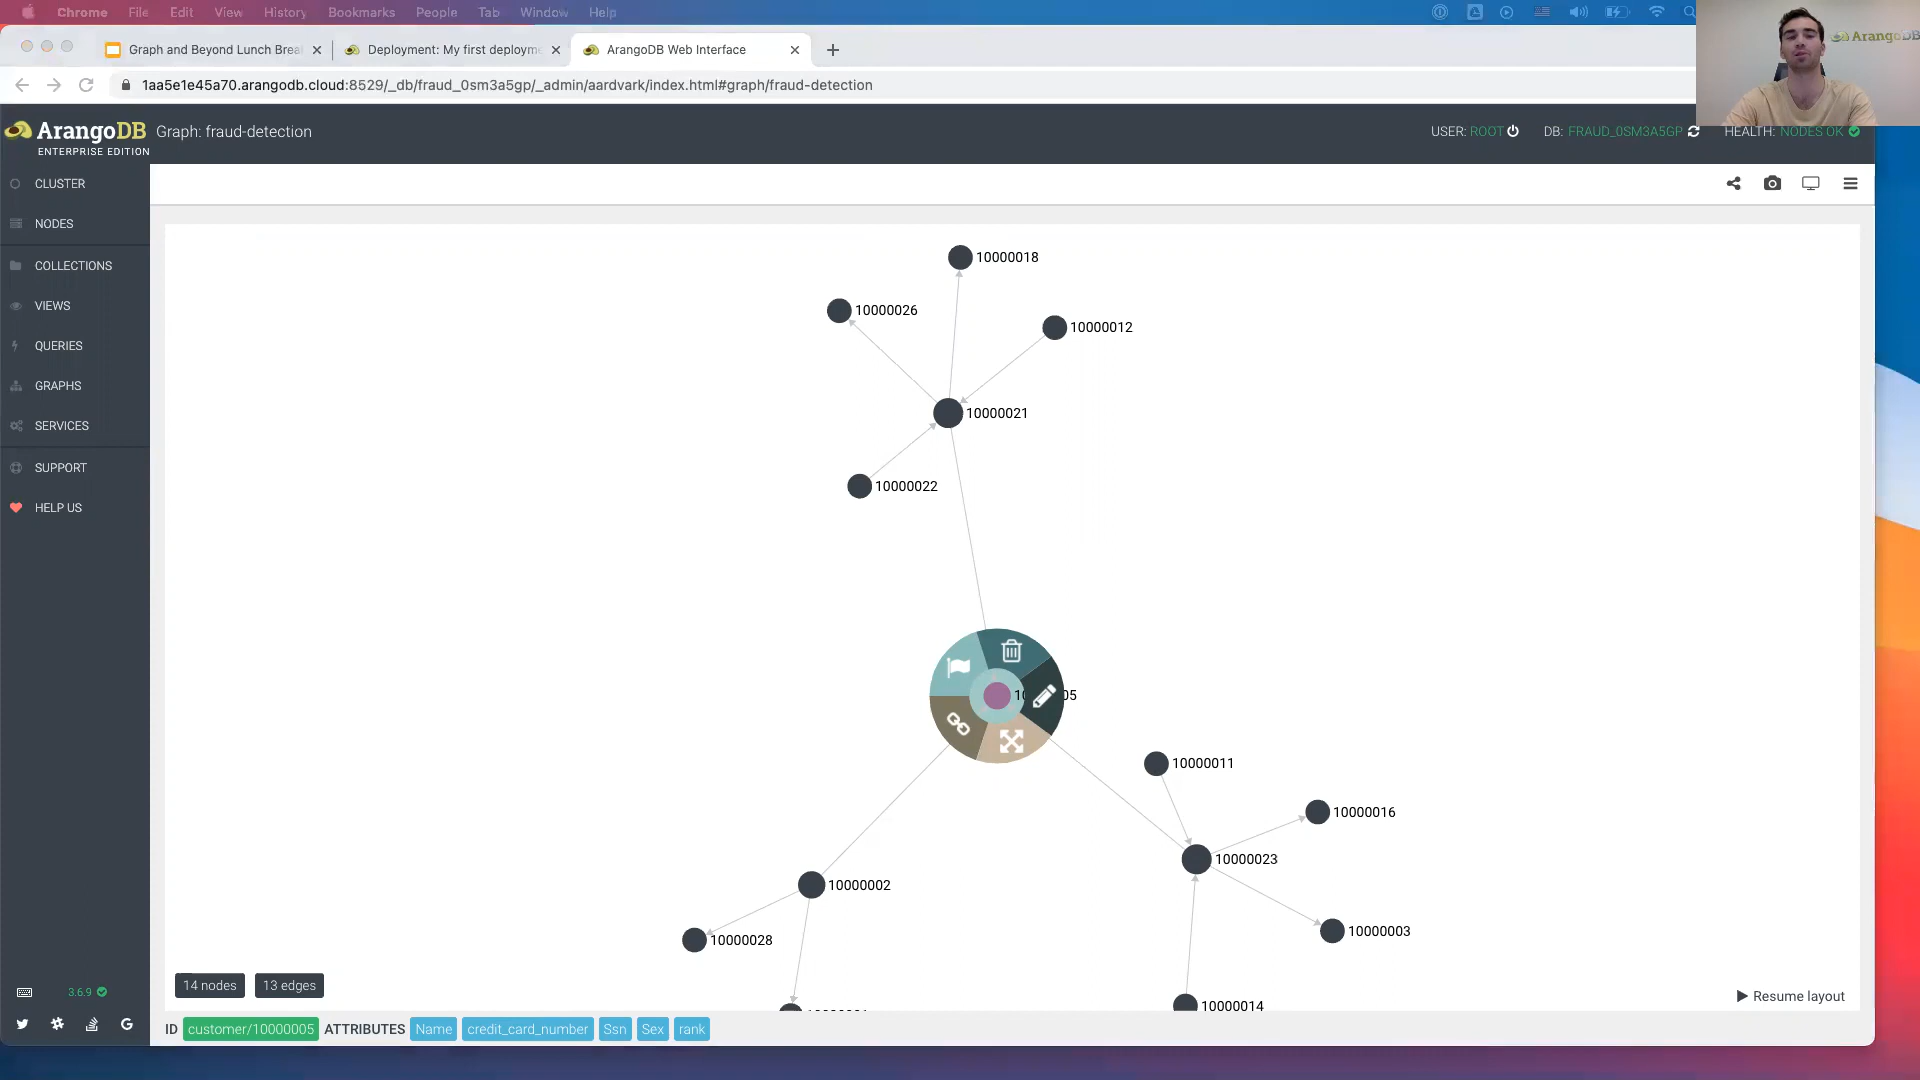 Chrome File Edit View History Bookmarks People Tab Window Help
Graph and Beyond Lunch Brea
Deployment: My first deployme
ArangoDB Web Interface
1aa5e1e45a70.arangodb.cloud:8529/_db/fraud_0sm3a5gp/_admin/aardvark/index.html#graph/fraud-detection
ArangoDB
ArangoDB
ENTERPRISE EDITION
Graph: fraud-detection
USER: ROOT
DB: FRAUD_0SM3A5GP
HEALTH: NODES OK
CLUSTER
NODES
COLLECTIONS
VIEWS
QUERIES
GRAPHS
SERVICES
SUPPORT
HELP US
10000018
10000026
10000012
10000021
10000022
10000011
10000016
10000023
10000002
10000003
10000028
10000014
14 nodes
13 edges
Resume layout
3.6.9
ID customer/10000005 ATTRIBUTES Name credit_card_number Ssn Sex rank